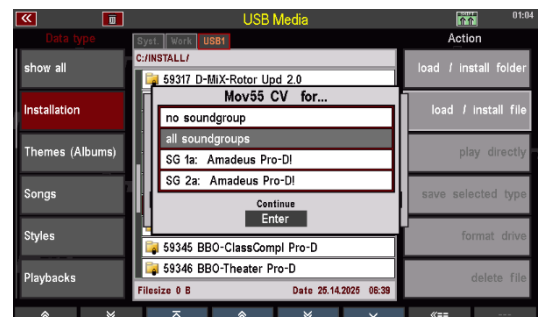 USB Media
01:04
Data type
Syst.
Work
USB1
Action
C:/INSTALL/
show all
59317 D-MiX-Rotor Upd 2.0
load / install folder
Mov55 CV for...
no soundgroup
Installation
all soundgroups
load / install file
Themes (Albums)
SG 1a: Amadeus Pro-D!
play directly
SG 2a: Amadeus Pro-D!
Songs
Continue
Enter
save selected type
Styles
59345 BBO-ClassCompl Pro-D
format drive
59346 BBO-Theater Pro-D
Playbacks
Filesize 0 B
Date 25.14.2025 06:39
delete file